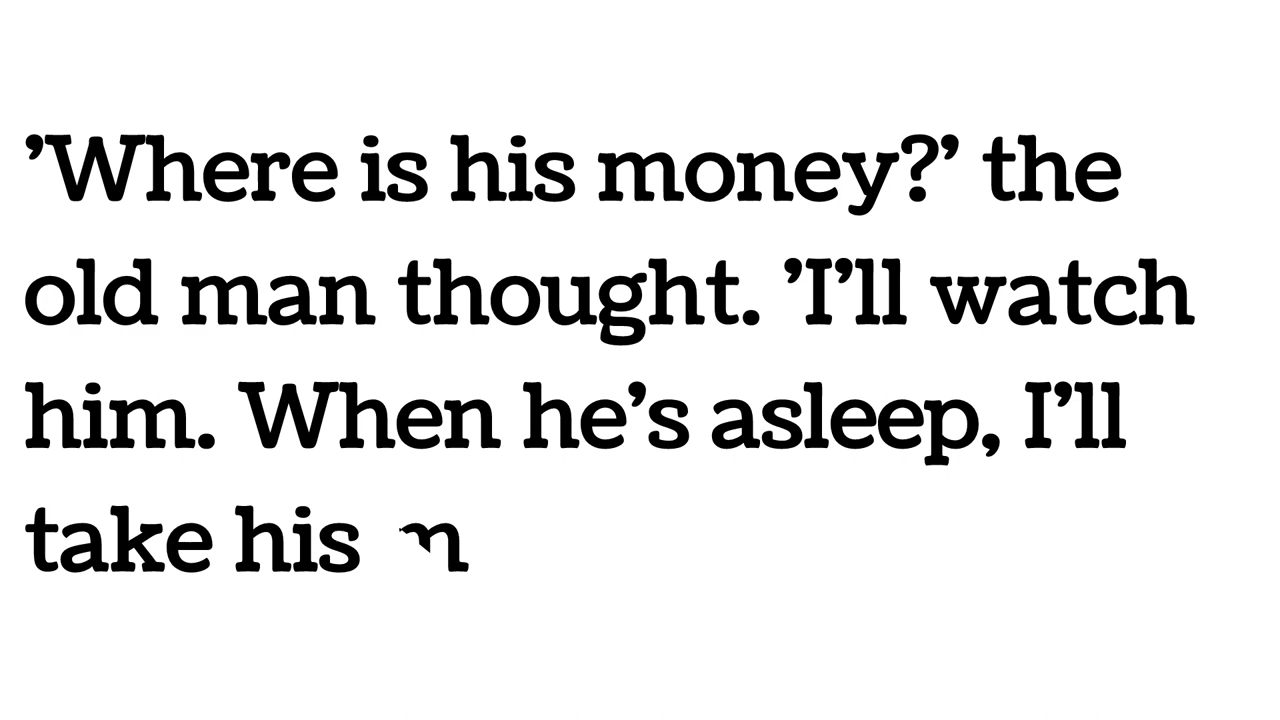 ’Where is his money?’ the
old man thought. ’I’ll watch
him. When he’s asleep, I’ll
take his